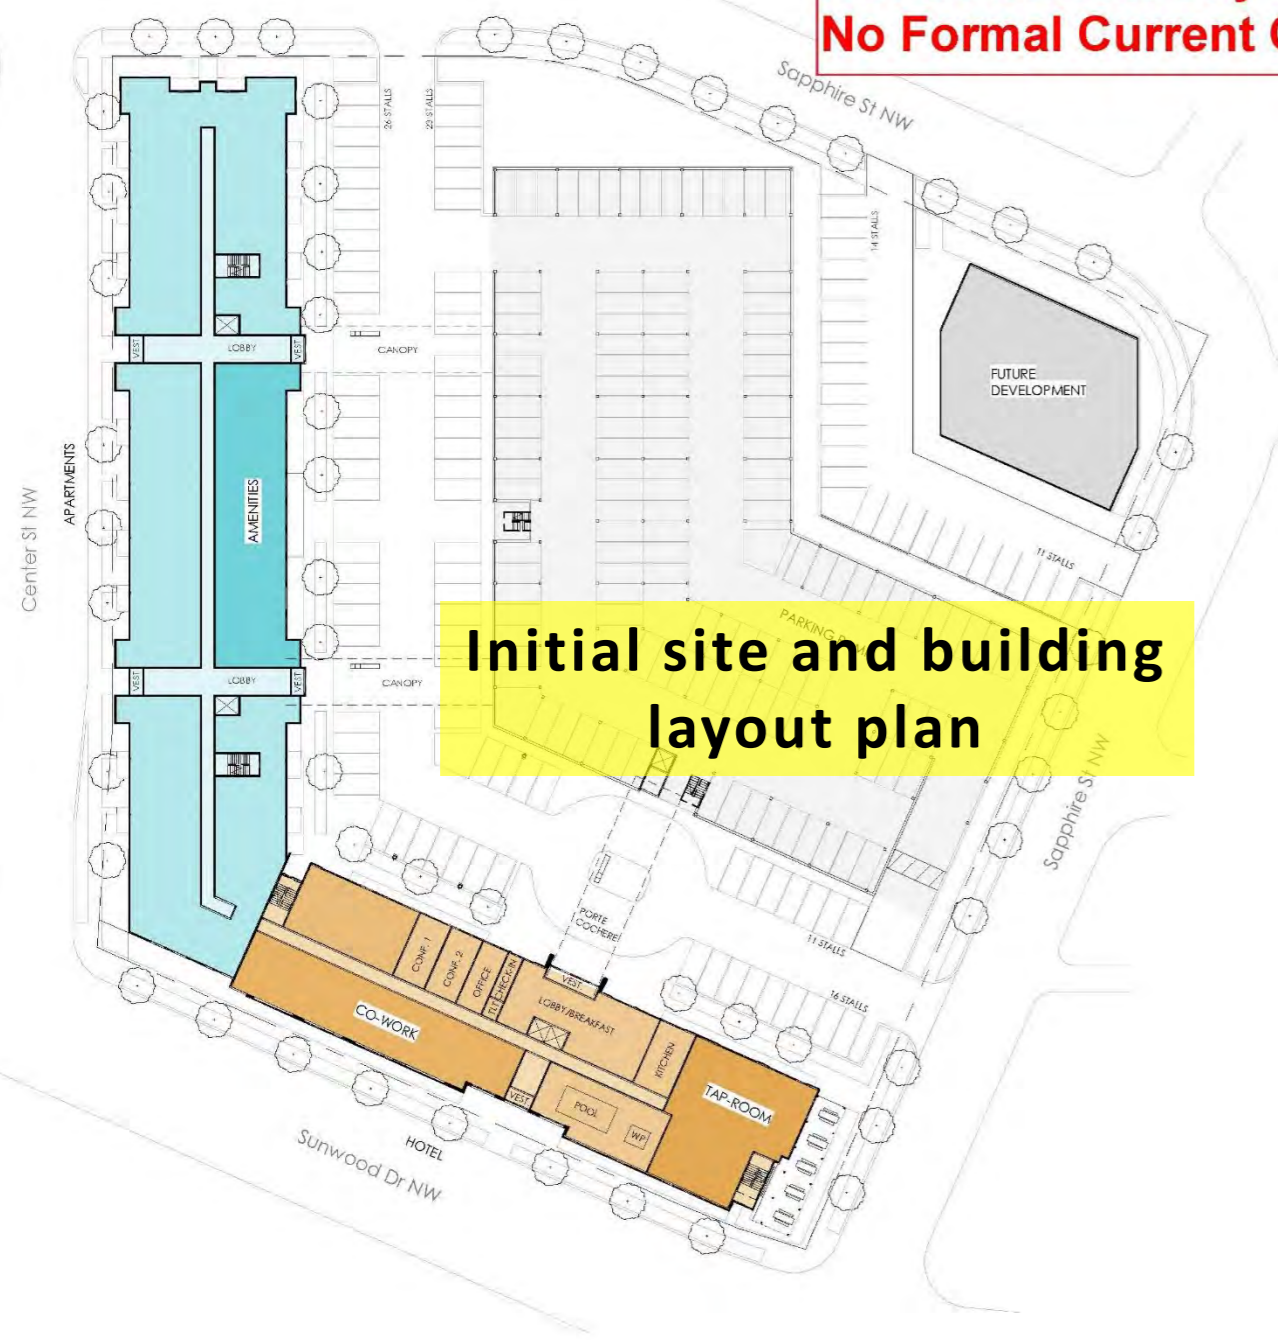 No Formal Current
Sapphire St NW
26 STALLS
23 STALLS
14 STALLS
VEST
LOBBY
VEST
CANOPY
FUTURE
DEVELOPMENT
APARTMENTS
Center St NW
AMENITIES
11 STALLS
PARKING
Initial site and building
layout plan
VEST
LOBBY
VEST
CANOPY
Sapphire St NW
PORTE
COCHERE
11 STALLS
16 STALLS
CONF. 1
CONF. 2
OFFICE
TLT
CHECK-IN
VEST
LOBBY/BREAKFAST
KITCHEN
CO-WORK
VEST
POOL
WP
TAP-ROOM
HOTEL
Sunwood Dr NW